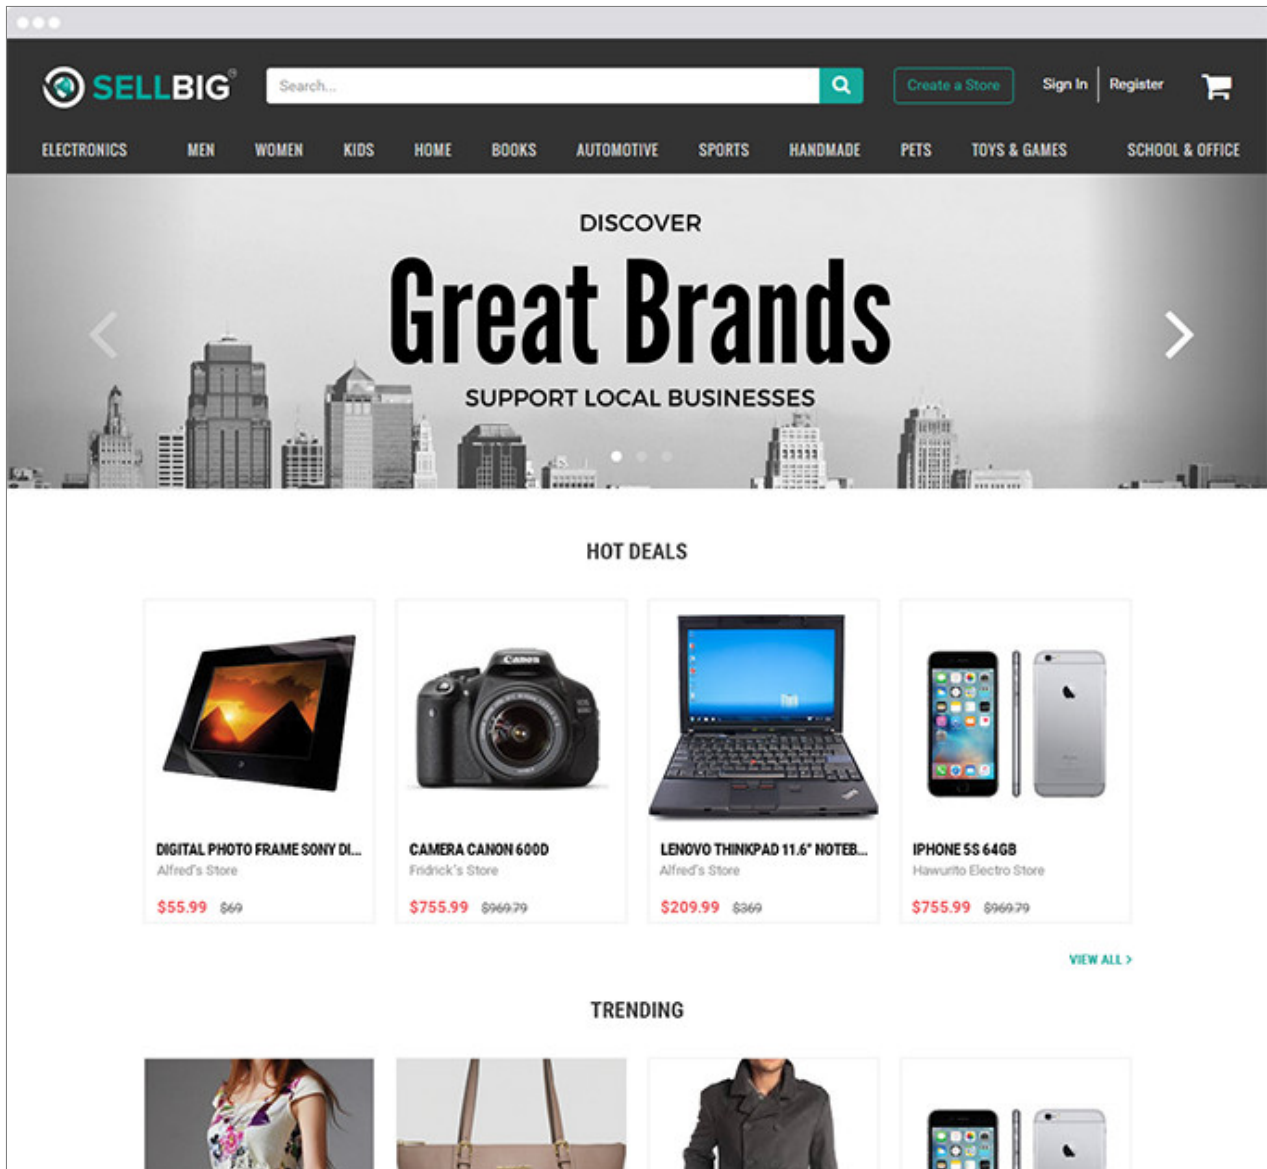 SELLBIG
Search...
Create a Store
Sign In
Register
ELECTRONICS MEN WOMEN KIDS HOME BOOKS AUTOMOTIVE SPORTS HANDMADE PETS TOYS & GAMES SCHOOL & OFFICE
DISCOVER
Great Brands
SUPPORT LOCAL BUSINESSES
HOT DEALS
Canon
DIGITAL PHOTO FRAME SONY DI...
Alfred's Store
$55.99 $69
CAMERA CANON 600D
Fridrick's Store
$755.99 $969.79
LENOVO THINKPAD 11.6" NOTEB...
Alfred's Store
$209.99 $369
IPHONE 5S 64GB
Hawurito Electro Store
$755.99 $969.79
VIEW ALL >
TRENDING